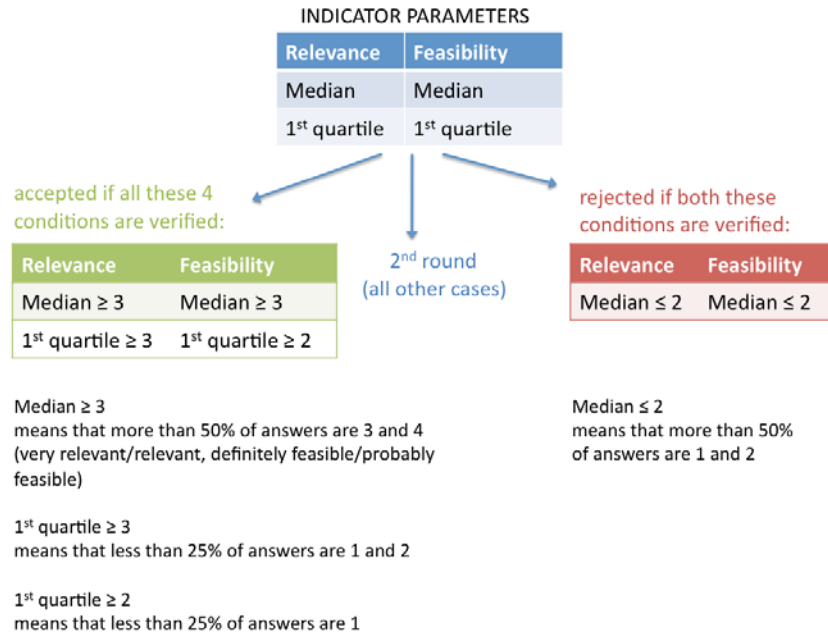 INDICATOR PARAMETERS
Relevance Feasibility
Median Median
1st quartile 1st quartile
accepted if all these 4
conditions are verified:
Relevance Feasibility
Median ≥ 3 Median ≥ 3
1st quartile ≥ 3 1st quartile ≥ 2
2nd round
(all other cases)
rejected if both these
conditions are verified:
Relevance Feasibility
Median ≤ 2 Median ≤ 2
Median ≥ 3
means that more than 50% of answers are 3 and 4
(very relevant/relevant, definitely feasible/probably
feasible)
1st quartile ≥ 3
means that less than 25% of answers are 1 and 2
1st quartile ≥ 2
means that less than 25% of answers are 1
Median ≤ 2
means that more than 50%
of answers are 1 and 2